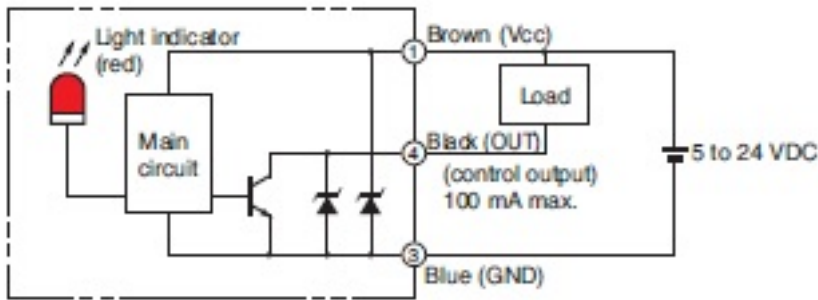 Light indicator
(red)
Main
circuit
1
Brown (Vcc)
Load
4
Black (OUT)
(control output)
100 mA max.
5 to 24 VDC
3
Blue (GND)